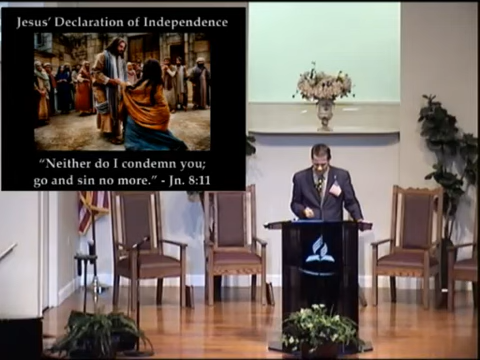 Jesus' Declaration of Independence
"Neither do I condemn you;
go and sin no more." - Jn. 8:11